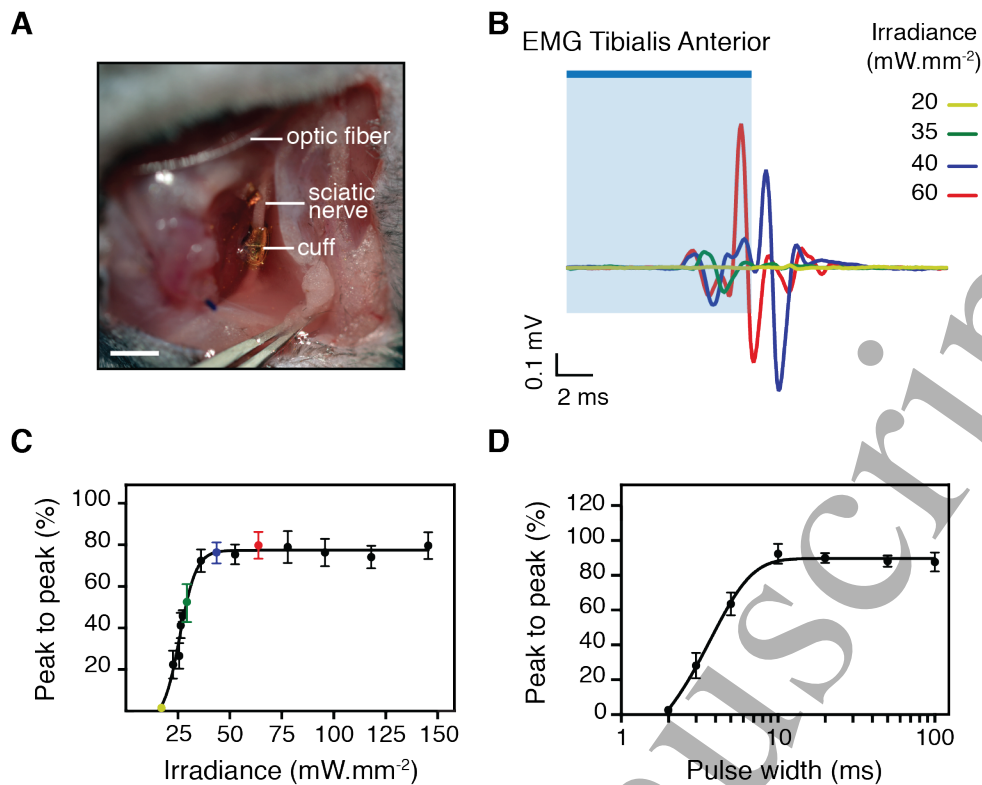 A
optic fiber
sciatic
nerve
cuff
B
EMG Tibialis Anterior
Irradiance
(mW.mm-2)
20
35
40
60
0.1 mV
2 ms
C
Peak to peak (%)
100
80
60
40
20
25
50
75
100
125
150
Irradiance (mW.mm-2)
D
Peak to peak (%)
120
100
80
60
40
20
0
1
10
100
Pulse width (ms)
uscrip